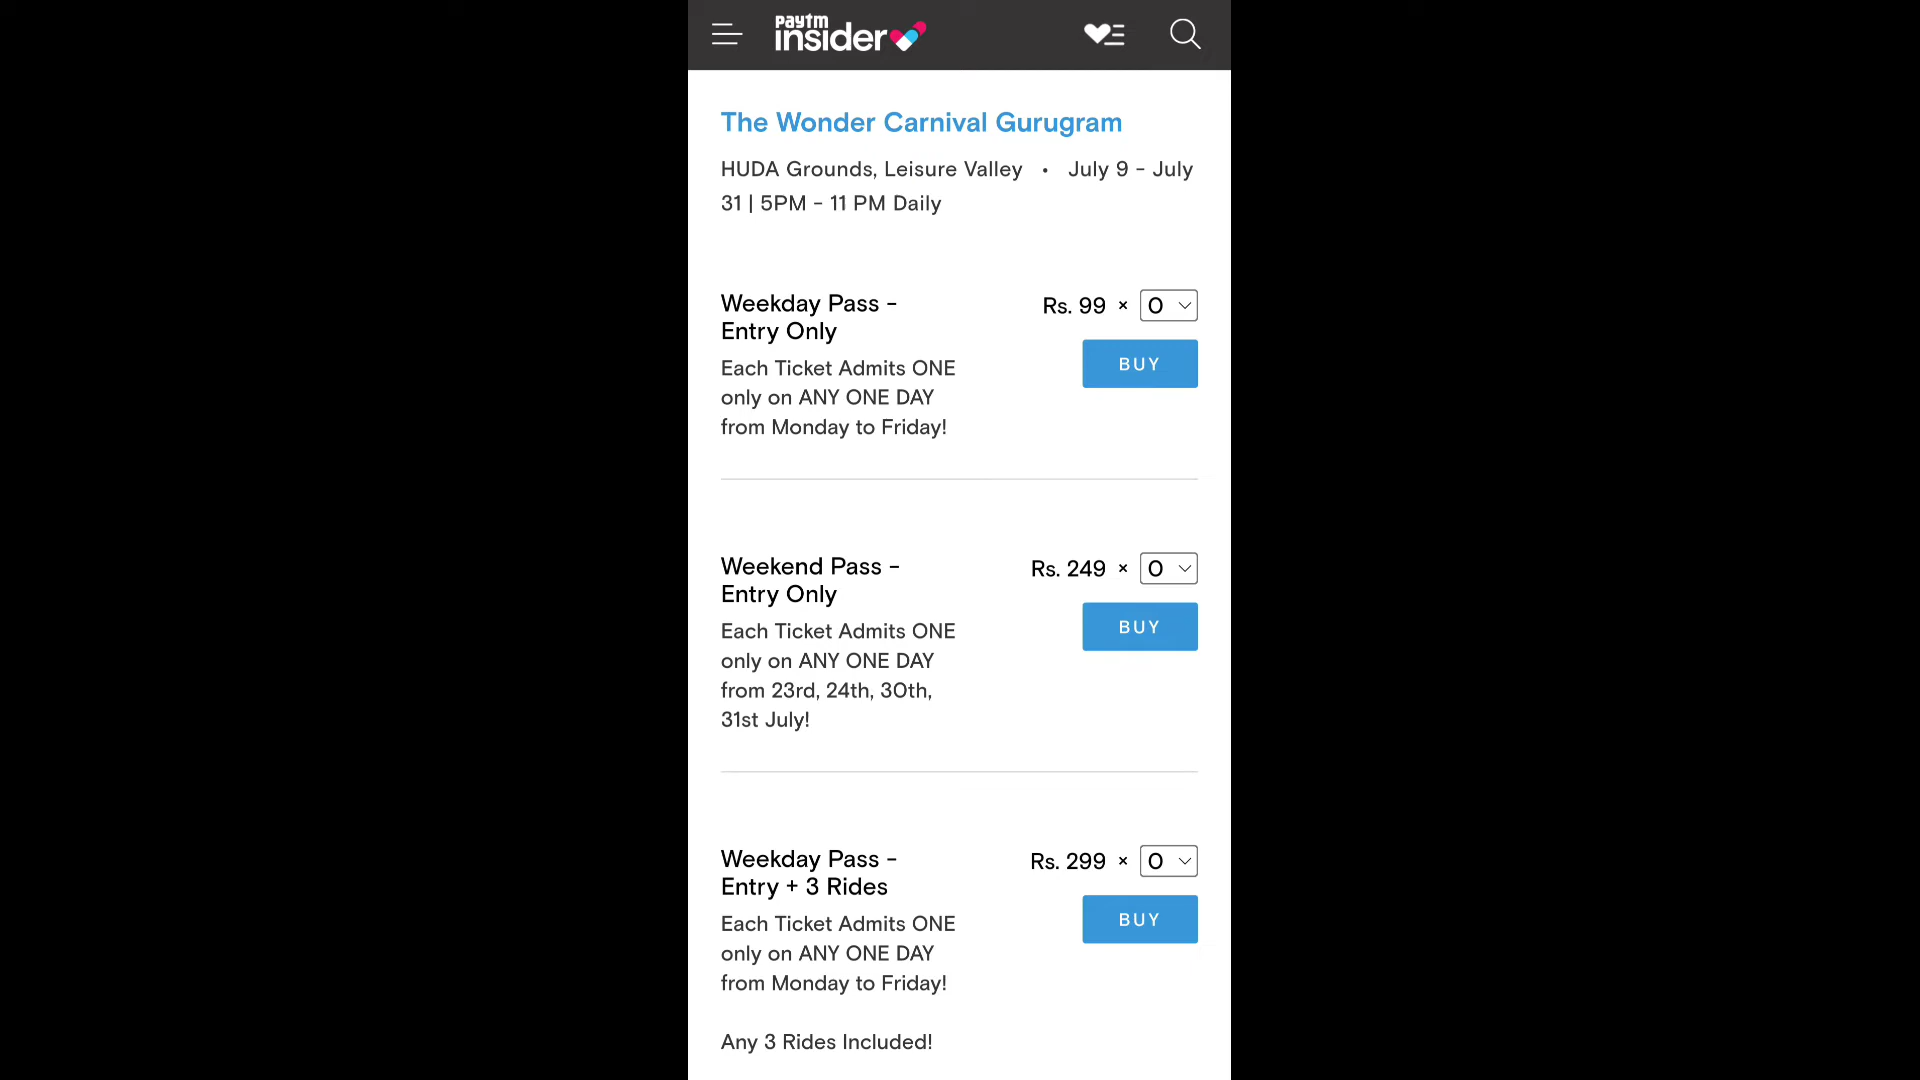 paytm
insider
The Wonder Carnival Gurugram
HUDA Grounds, Leisure Valley • July 9 - July
31 | 5PM - 11 PM Daily
Weekday Pass -
Entry Only
Rs. 99 × 0
Each Ticket Admits ONE
only on ANY ONE DAY
from Monday to Friday!
BUY
Weekend Pass -
Entry Only
Rs. 249 × 0
Each Ticket Admits ONE
only on ANY ONE DAY
from 23rd, 24th, 30th,
31st July!
BUY
Weekday Pass -
Entry + 3 Rides
Rs. 299 × 0
Each Ticket Admits ONE
only on ANY ONE DAY
from Monday to Friday!
BUY
Any 3 Rides Included!